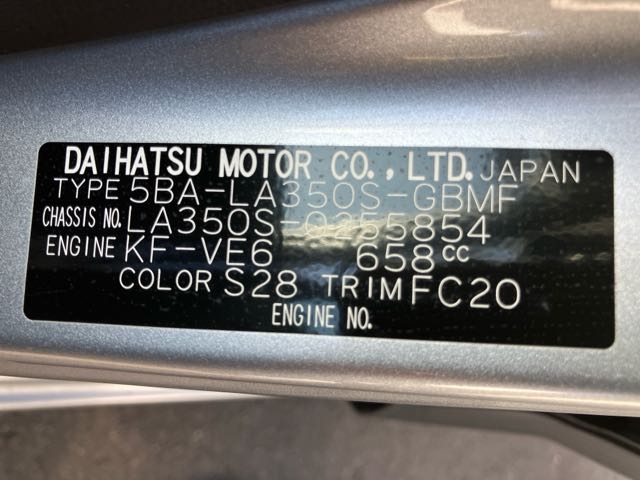 DAIHATSU MOTOR CO.,LTD. JAPAN
TYPE 5BA-LA350S-GBMF
CHASSIS NO. LA350S-0355854
ENGINE KF-VE6 658cc
COLOR S28 TRIM FC20
ENGINE NO.